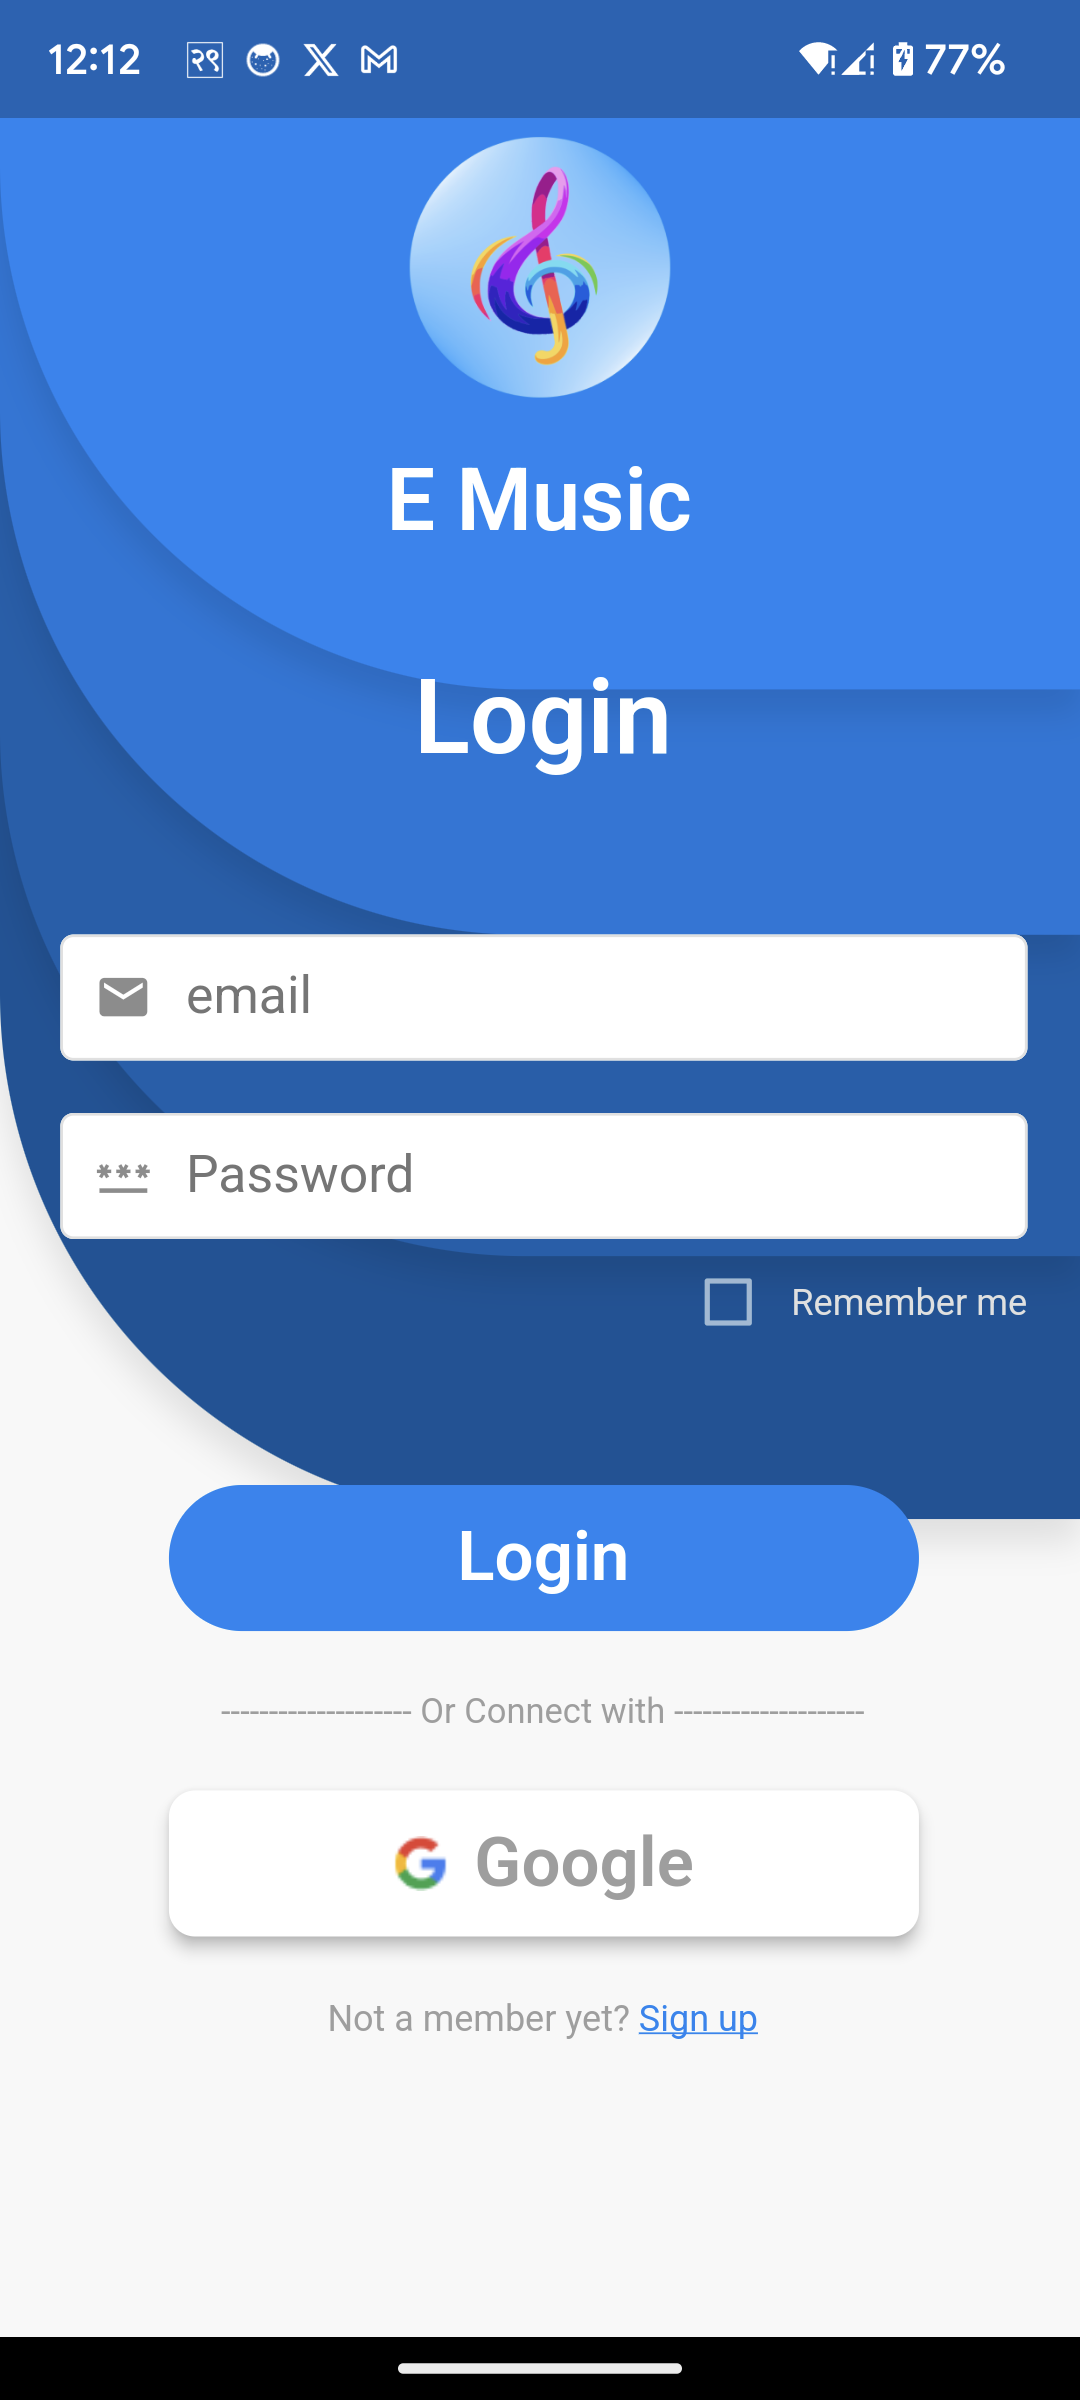 12:12 २९ 77%
E Music
Login
email
*** Password
Remember me
Login
-------------------- Or Connect with --------------------
G Google
Not a member yet? Sign up